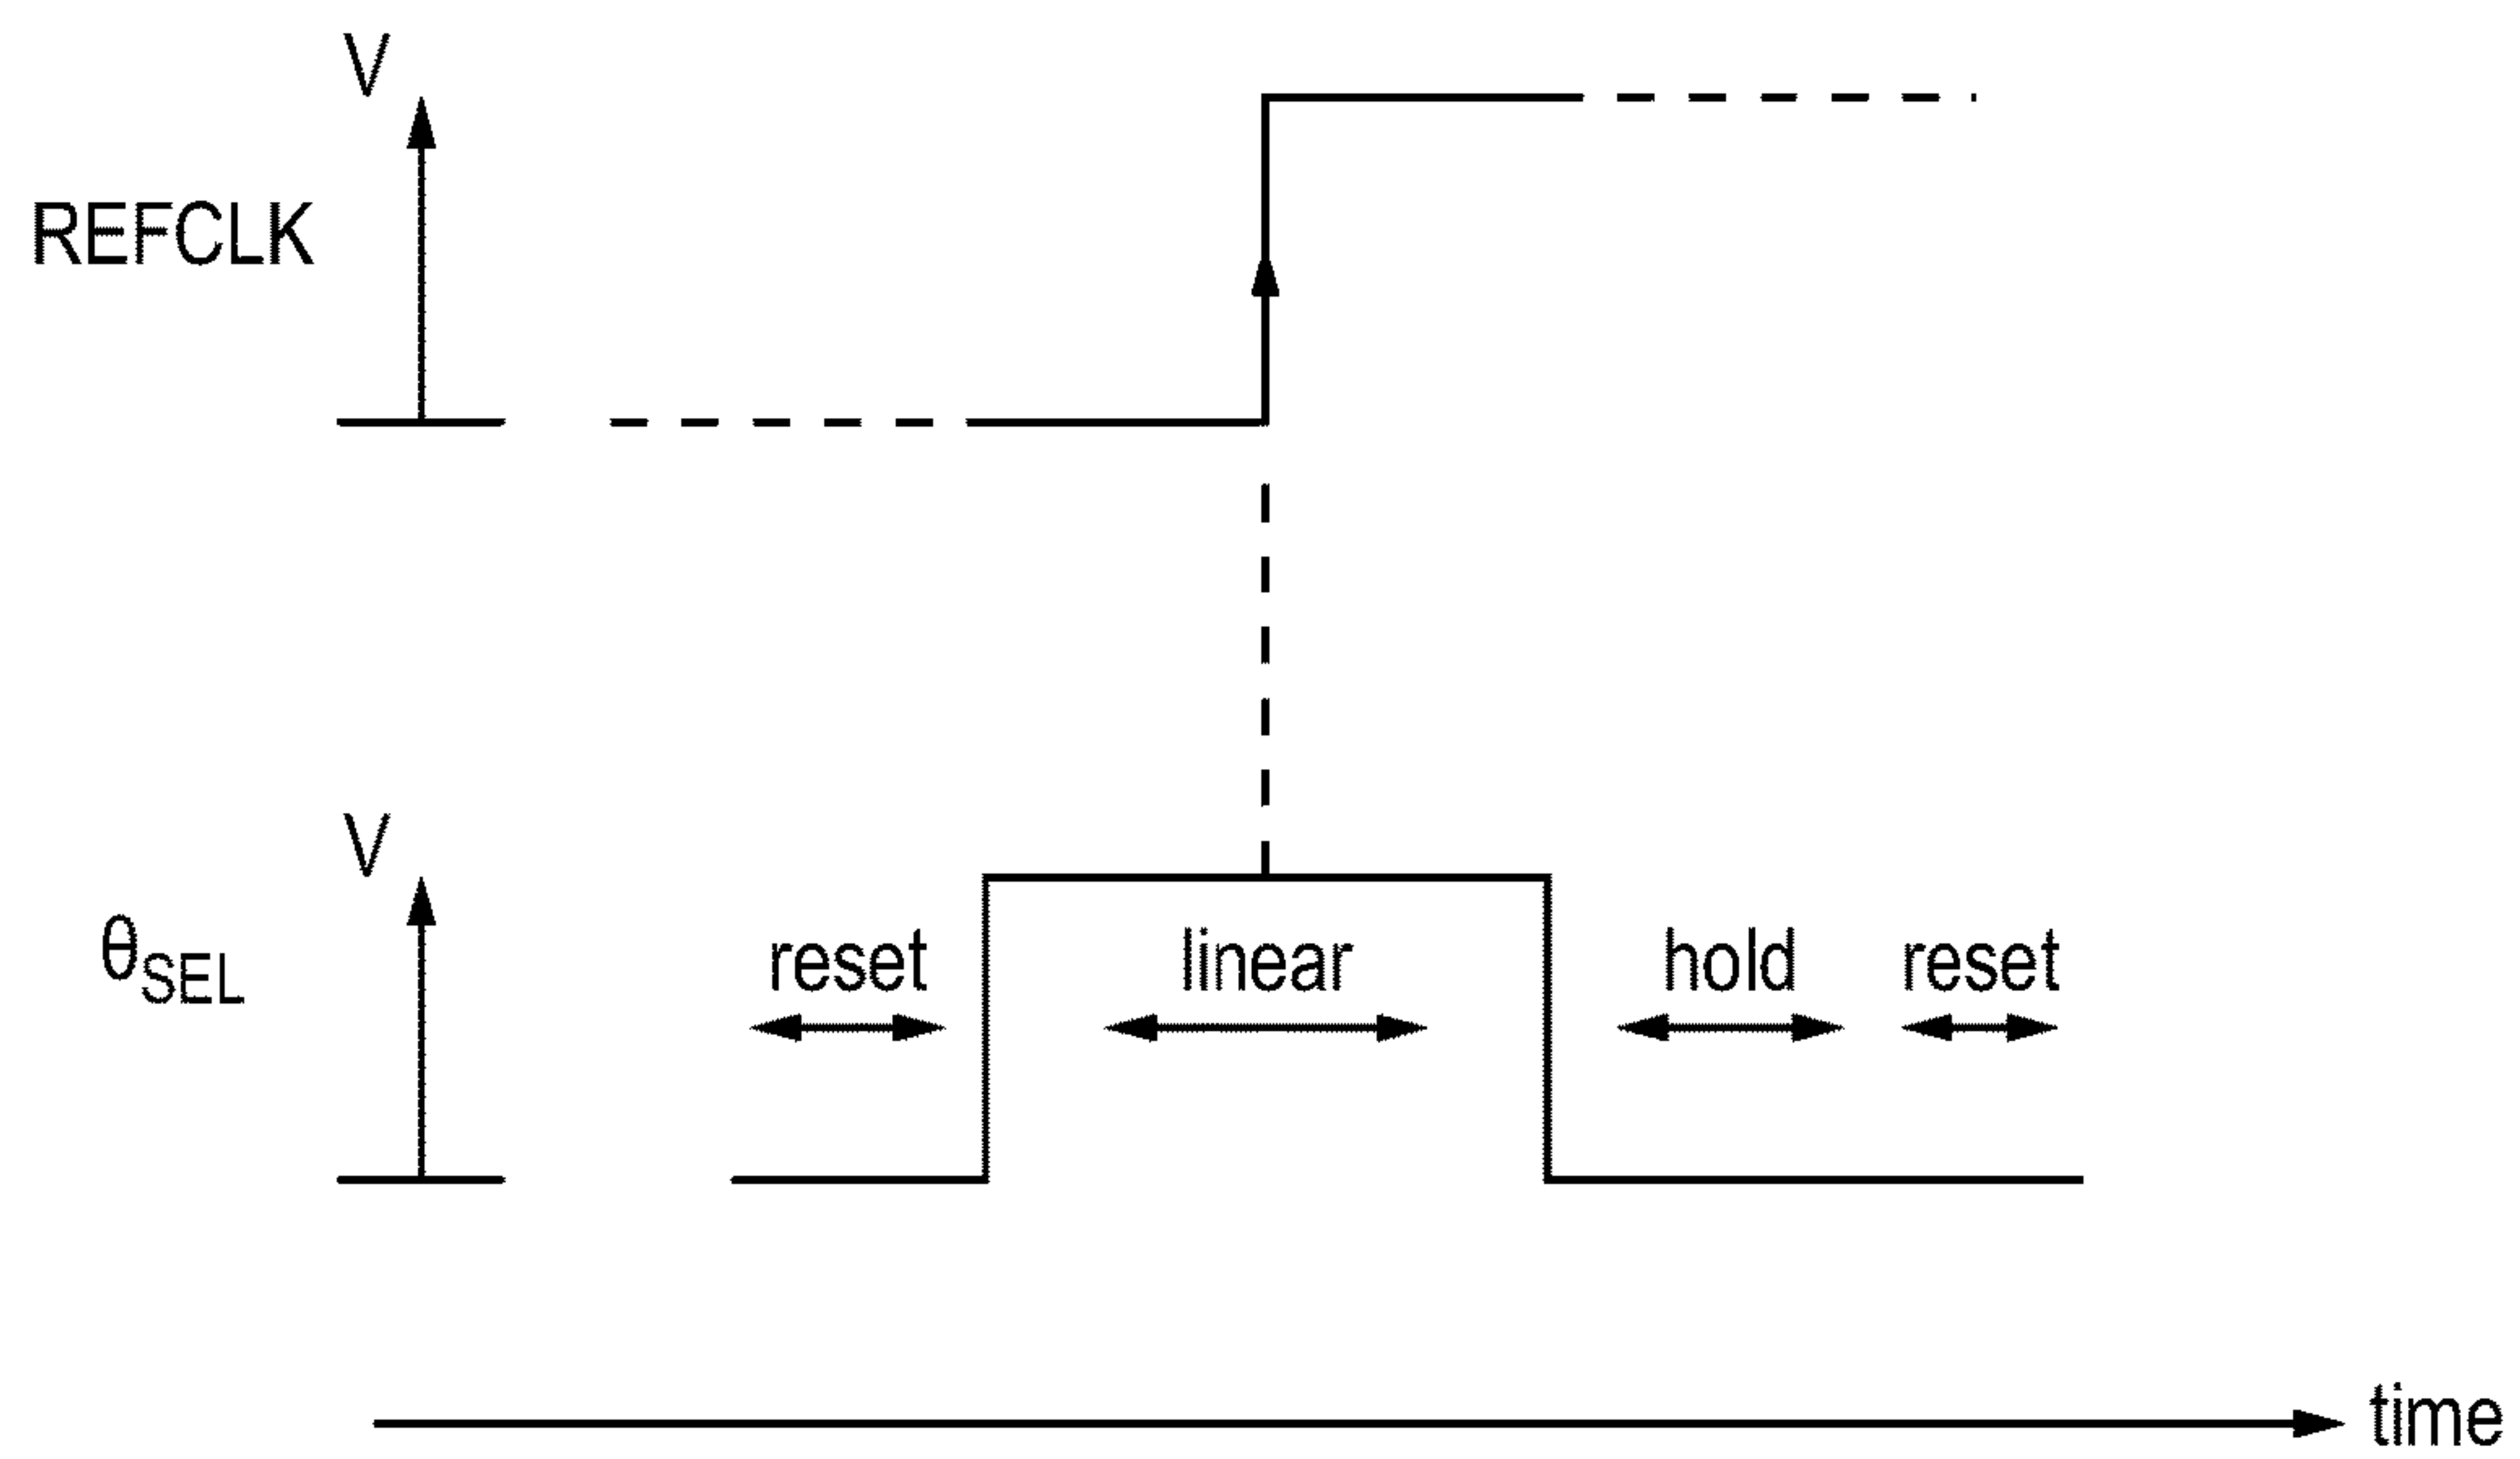 V
REFCLK
V
θSEL
reset linear hold reset
time